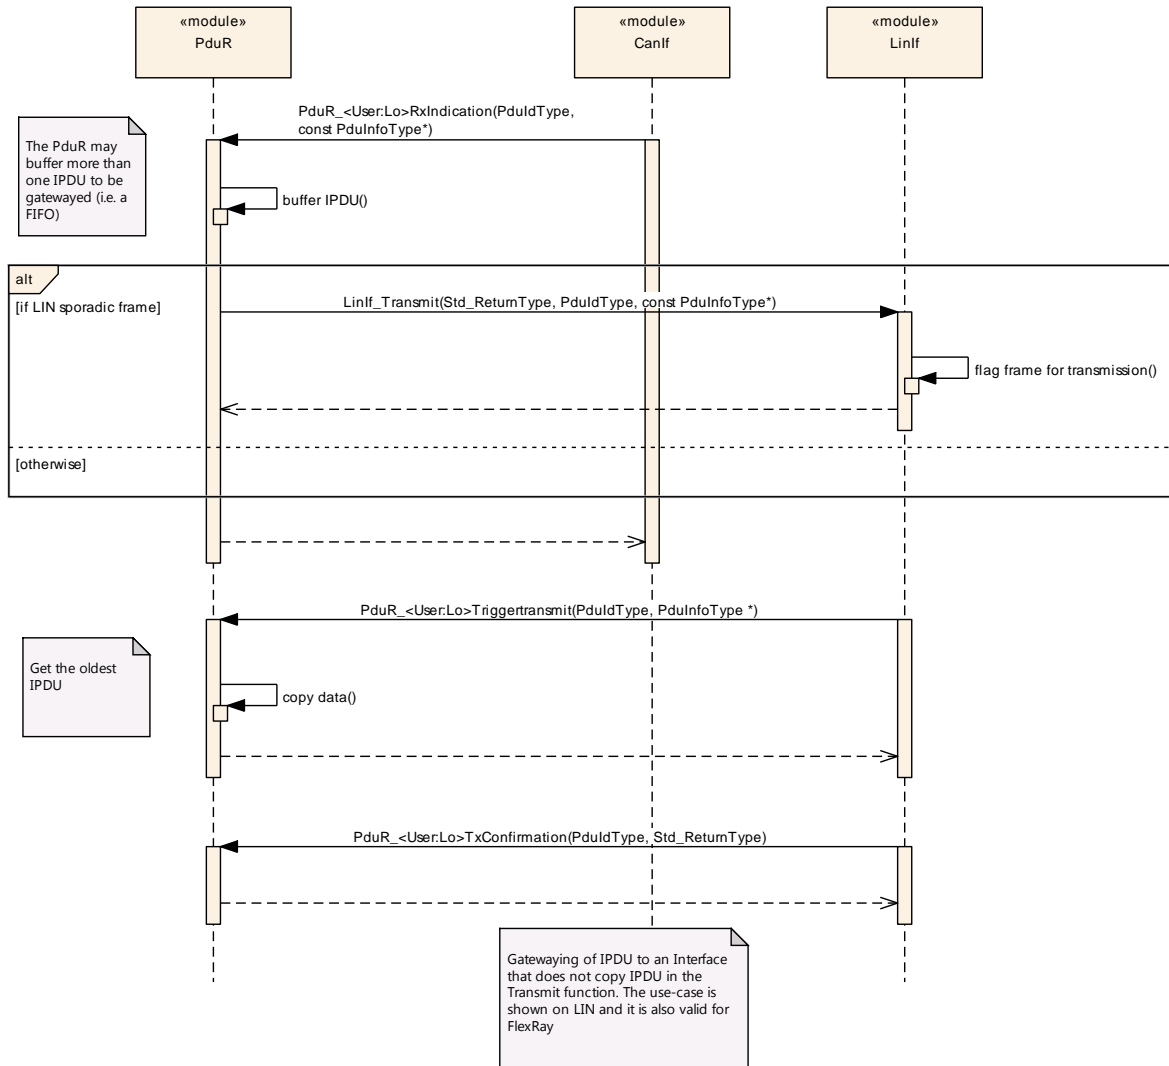 «module»
PduR
«module»
CanIf
«module»
LinIf
PduR_<User:Lo>RxIndication(PduIdType,
const PduInfoType*)
The PduR may
buffer more than
one IPDU to be
gatewayed (i.e. a
FIFO)
buffer IPDU()
alt
[if LIN sporadic frame]
LinIf_Transmit(Std_ReturnType, PduIdType, const PduInfoType*)
flag frame for transmission()
[otherwise]
PduR_<User:Lo>Triggertransmit(PduIdType, PduInfoType *)
Get the oldest
IPDU
copy data()
PduR_<User:Lo>TxConfirmation(PduIdType, Std_ReturnType)
Gatewaying of IPDU to an Interface
that does not copy IPDU in the
Transmit function. The use-case is
shown on LIN and it is also valid for
FlexRay